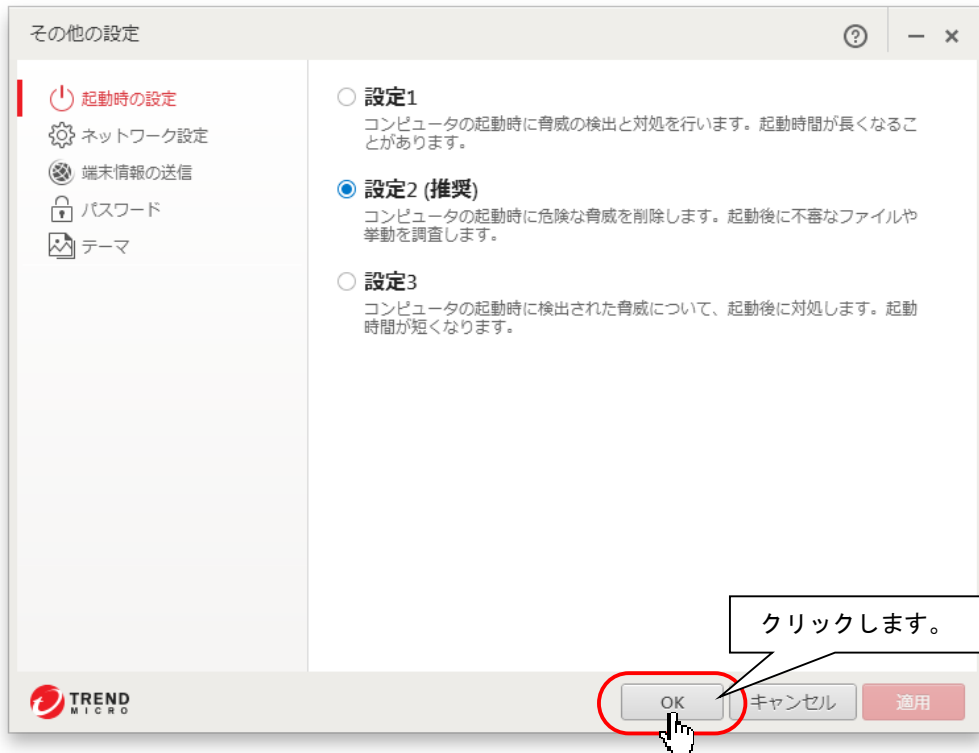 その他の設定
起動時の設定
ネットワーク設定
端末情報の送信
パスワード
テーマ
設定1
コンピュータの起動時に脅威の検出と対処を行います。起動時間が長くなるこ
とがあります。
設定2 (推奨)
コンピュータの起動時に危険な脅威を削除します。起動後に不審なファイルや
挙動を調査します。
設定3
コンピュータの起動時に検出された脅威について、起動後に対処します。起動
時間が短くなります。
クリックします。
TREND
MICRO
OK
キャンセル
適用